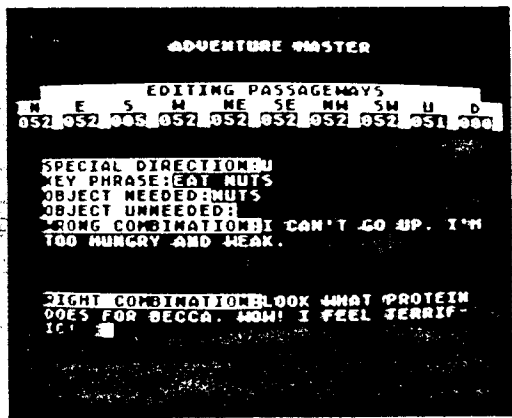 ADVENTURE MASTER
EDITING PASSAGEWAYS
N E S W NE SE NW SW U D
052 052 005 052 052 052 052 052 051 000
SPECIAL DIRECTION:U
KEY PHRASE:EAT NUTS
OBJECT NEEDED:NUTS
OBJECT UNNEEDED:
WRONG COMBINATION:I CAN'T GO UP. I'M
TOO HUNGRY AND WEAK.
RIGHT COMBINATION:LOOK WHAT PROTEIN
DOES FOR BECCA. WOW! I FEEL TERRIF-
IC!